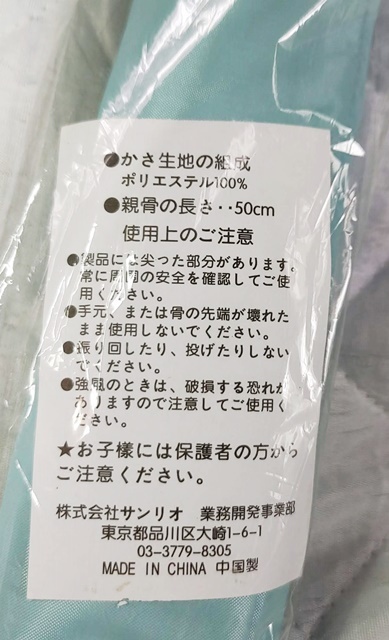 ●かさ生地の組成
ポリエステル100%
●親骨の長さ‥50cm
使用上のご注意
●製品には尖った部分があります。
常に周囲の安全を確認してご使
用ください。
●手元、または骨の先端が壊れた
まま使用しないでください。
●振り回したり、投げたりしない
でください。
●強風のときは、破損する恐れが
ありますので注意してご使用く
ださい。
★お子様には保護者の方から
ご注意ください。
株式会社サンリオ 業務開発事業部
東京都品川区大崎1-6-1
03-3779-8305
MADE IN CHINA 中国製